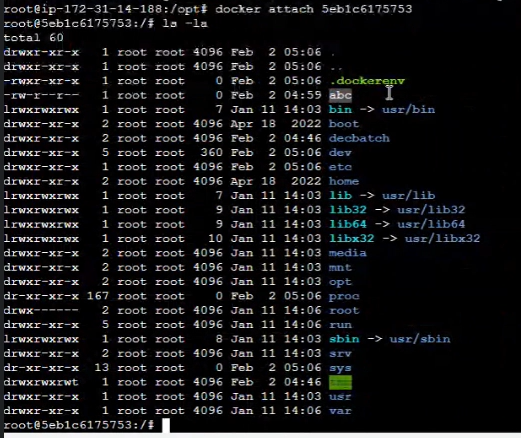 root@ip-172-31-14-188:/opt# docker attach 5eb1c6175753
root@5eb1c6175753:/# ls -la
total 60
drwxr-xr-x 1 root root 4096 Feb 2 05:06 .
drwxr-xr-x 1 root root 4096 Feb 2 05:06 ..
-rwxr-xr-x 1 root root 0 Feb 2 05:06 .dockerenv
-rw-r--r-- 1 root root 0 Feb 2 04:59 abc
lrwxrwxrwx 1 root root 7 Jan 11 14:03 bin -> usr/bin
drwxr-xr-x 2 root root 4096 Apr 18 2022 boot
drwxr-xr-x 2 root root 4096 Feb 2 04:46 decbatch
drwxr-xr-x 5 root root 360 Feb 2 05:06 dev
drwxr-xr-x 1 root root 4096 Feb 2 05:06 etc
drwxr-xr-x 2 root root 4096 Apr 18 2022 home
lrwxrwxrwx 1 root root 7 Jan 11 14:03 lib -> usr/lib
lrwxrwxrwx 1 root root 9 Jan 11 14:03 lib32 -> usr/lib32
lrwxrwxrwx 1 root root 9 Jan 11 14:03 lib64 -> usr/lib64
lrwxrwxrwx 1 root root 10 Jan 11 14:03 libx32 -> usr/libx32
drwxr-xr-x 2 root root 4096 Jan 11 14:03 media
drwxr-xr-x 2 root root 4096 Jan 11 14:03 mnt
drwxr-xr-x 2 root root 4096 Jan 11 14:03 opt
dr-xr-xr-x 167 root root 0 Feb 2 05:06 proc
drwx------ 2 root root 4096 Jan 11 14:06 root
drwxr-xr-x 5 root root 4096 Jan 11 14:06 run
lrwxrwxrwx 1 root root 8 Jan 11 14:03 sbin -> usr/sbin
drwxr-xr-x 2 root root 4096 Jan 11 14:03 srv
dr-xr-xr-x 13 root root 0 Feb 2 05:06 sys
drwxrwxrwt 2 root root 4096 Feb 2 04:46 tmp
drwxr-xr-x 1 root root 4096 Jan 11 14:03 usr
drwxr-xr-x 1 root root 4096 Jan 11 14:06 var
root@5eb1c6175753:/#